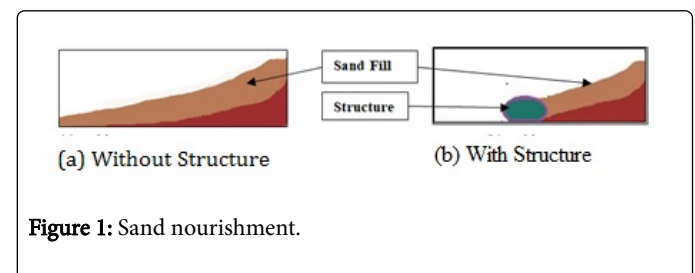 Sand Fill
Structure
(a) Without Structure
(b) With Structure
Figure 1: Sand nourishment.